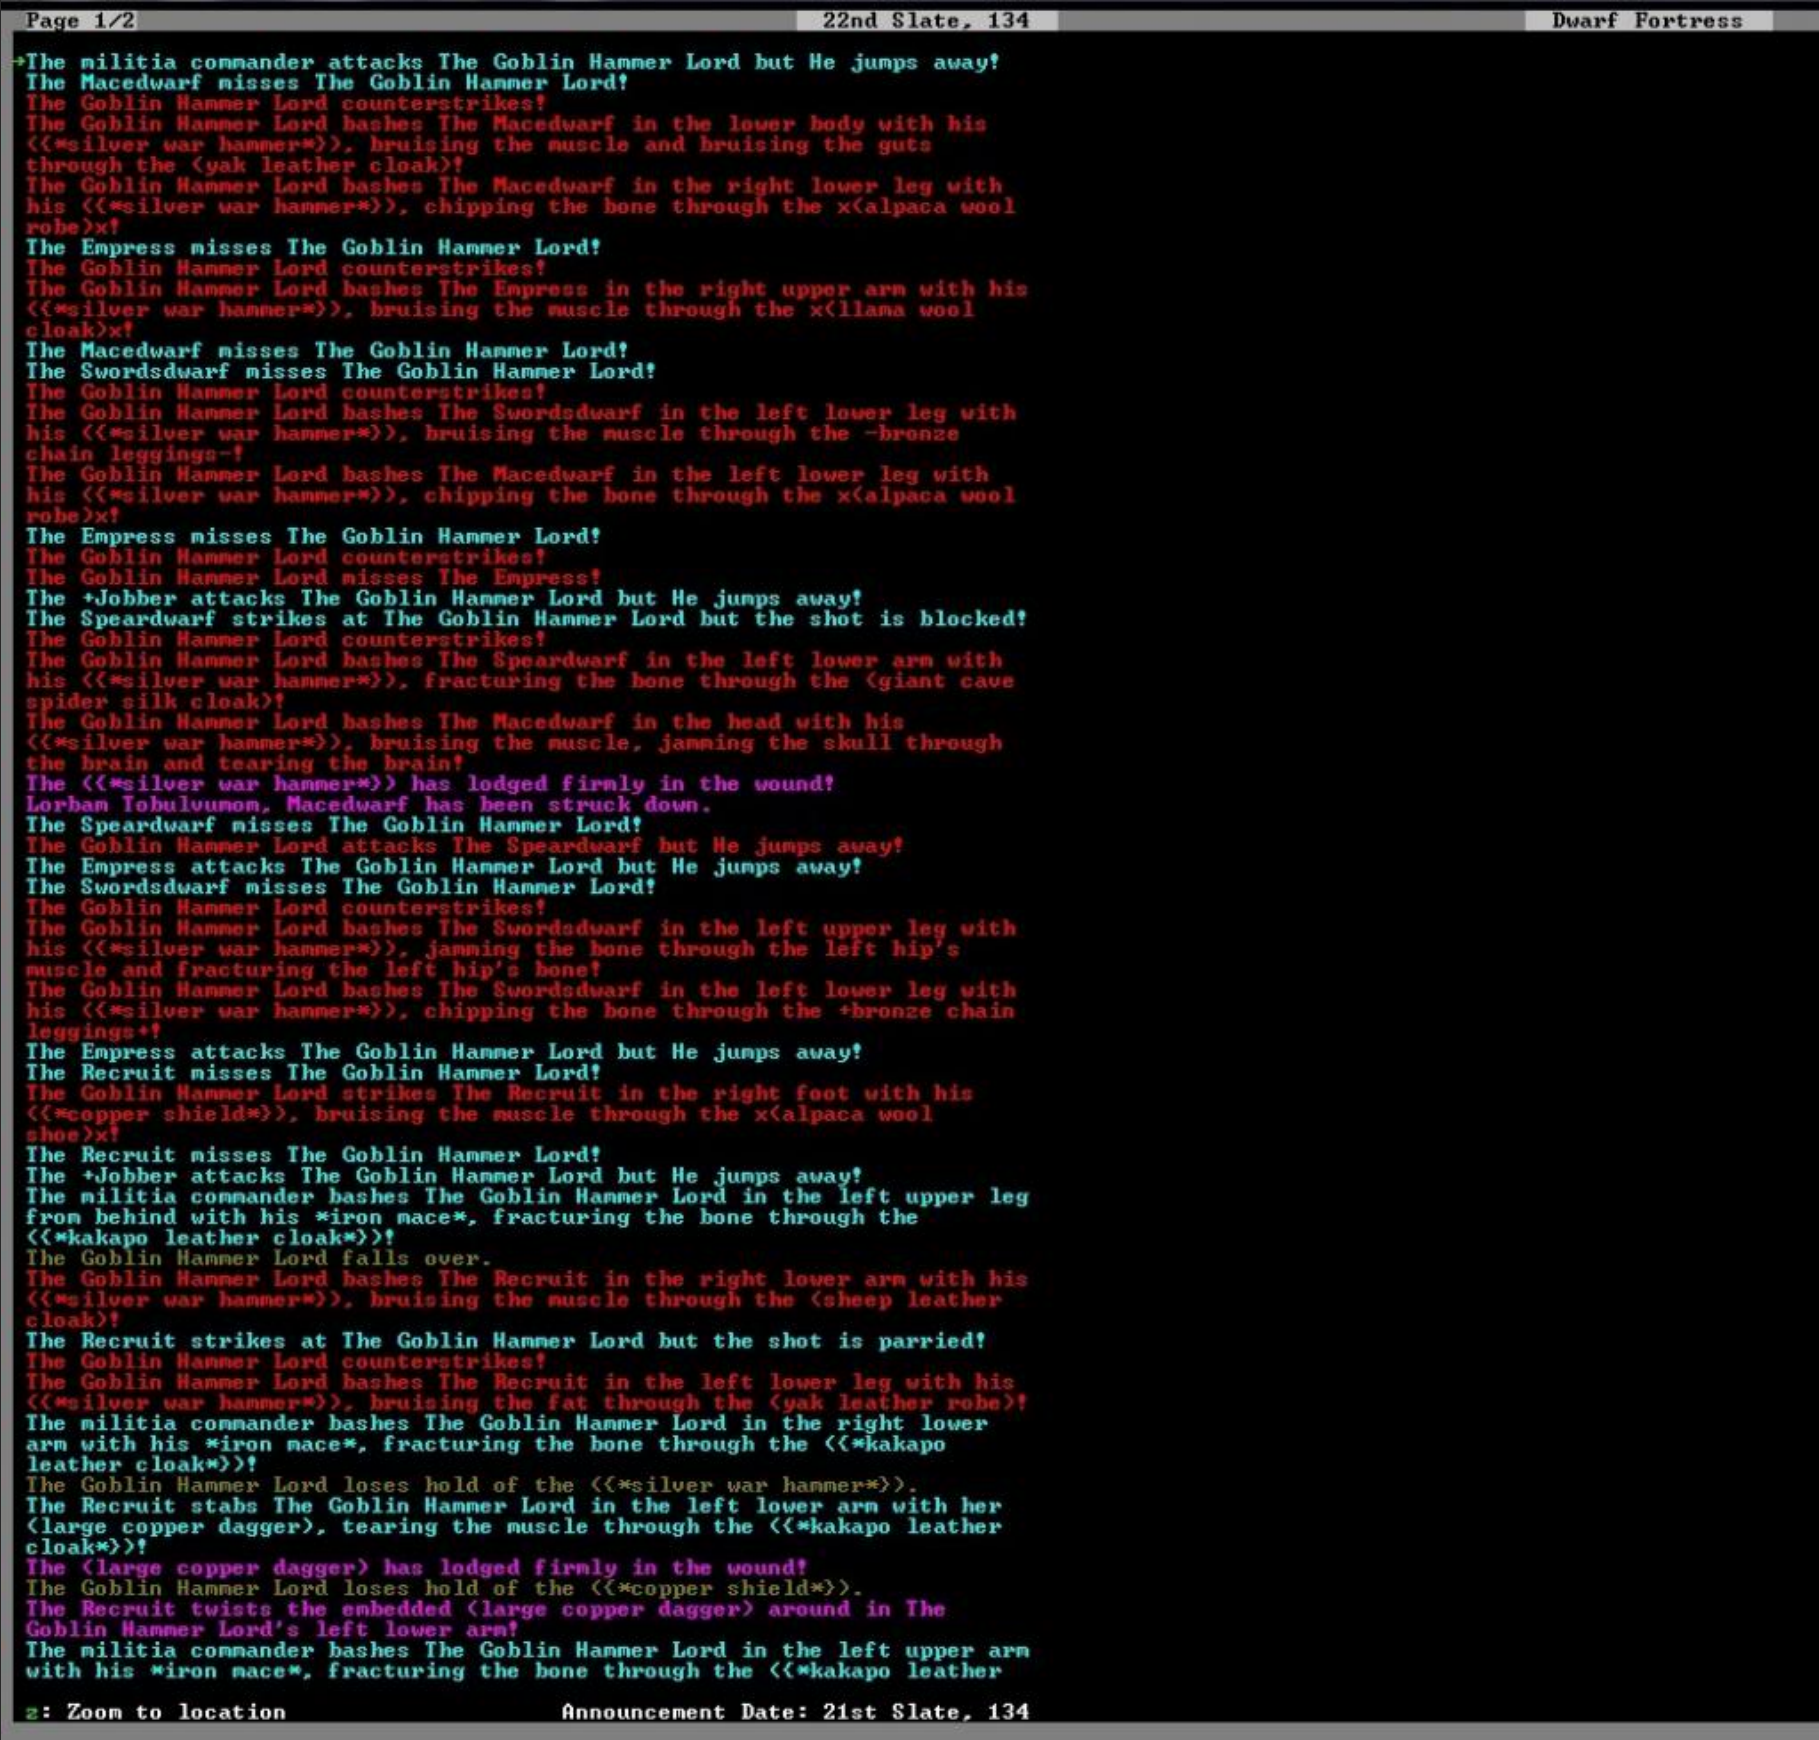 Page 1/2 22nd Slate, 134 Dwarf Fortress
The militia commander attacks The Goblin Hammer Lord but He jumps away!
The Macedwarf misses The Goblin Hammer Lord!
The Goblin Hammer Lord counterstrikes!
The Goblin Hammer Lord bashes The Macedwarf in the lower body with his
({*silver war hammer*}), bruising the muscle and bruising the guts
through the (yak leather cloak)!
The Goblin Hammer Lord bashes The Macedwarf in the right lower leg with
his ({*silver war hammer*}), chipping the bone through the x(alpaca wool
robe)x!
The Empress misses The Goblin Hammer Lord!
The Goblin Hammer Lord counterstrikes!
The Goblin Hammer Lord bashes The Empress in the right upper arm with his
({*silver war hammer*}), bruising the muscle through the x(llama wool
cloak)x!
The Macedwarf misses The Goblin Hammer Lord!
The Swordsdwarf misses The Goblin Hammer Lord!
The Goblin Hammer Lord counterstrikes!
The Goblin Hammer Lord bashes The Swordsdwarf in the left lower leg with
his ({*silver war hammer*}), bruising the muscle through the -bronze
chain leggings-!
The Goblin Hammer Lord bashes The Macedwarf in the left lower leg with
his ({*silver war hammer*}), chipping the bone through the x(alpaca wool
robe)x!
The Empress misses The Goblin Hammer Lord!
The Goblin Hammer Lord counterstrikes!
The Goblin Hammer Lord misses The Empress!
The +Jobber attacks The Goblin Hammer Lord but He jumps away!
The Speardwarf strikes at The Goblin Hammer Lord but the shot is blocked!
The Goblin Hammer Lord counterstrikes!
The Goblin Hammer Lord bashes The Speardwarf in the left lower arm with
his ({*silver war hammer*}), fracturing the bone through the (giant cave
spider silk cloak)!
The Goblin Hammer Lord bashes The Macedwarf in the head with his
({*silver war hammer*}), bruising the muscle, jamming the skull through
the brain and tearing the brain!
The ({*silver war hammer*}) has lodged firmly in the wound!
Lorbam Tobulvumom, Macedwarf has been struck down.
The Speardwarf misses The Goblin Hammer Lord!
The Goblin Hammer Lord attacks The Speardwarf but He jumps away!
The Empress attacks The Goblin Hammer Lord but He jumps away!
The Swordsdwarf misses The Goblin Hammer Lord!
The Goblin Hammer Lord counterstrikes!
The Goblin Hammer Lord bashes The Swordsdwarf in the left upper leg with
his ({*silver war hammer*}), jamming the bone through the left hip's
muscle and fracturing the left hip's bone!
The Goblin Hammer Lord bashes The Swordsdwarf in the left lower leg with
his ({*silver war hammer*}), chipping the bone through the +bronze chain
leggings+!
The Empress attacks The Goblin Hammer Lord but He jumps away!
The Recruit misses The Goblin Hammer Lord!
The Goblin Hammer Lord strikes The Recruit in the right foot with his
({*copper shield*}), bruising the muscle through the x(alpaca wool
shoe)x!
The Recruit misses The Goblin Hammer Lord!
The +Jobber attacks The Goblin Hammer Lord but He jumps away!
The militia commander bashes The Goblin Hammer Lord in the left upper leg
from behind with his *iron mace*, fracturing the bone through the
({*kakapo leather cloak*})!
The Goblin Hammer Lord falls over.
The Goblin Hammer Lord bashes The Recruit in the right lower arm with his
({*silver war hammer*}), bruising the muscle through the (sheep leather
cloak)!
The Recruit strikes at The Goblin Hammer Lord but the shot is parried!
The Goblin Hammer Lord counterstrikes!
The Goblin Hammer Lord bashes The Recruit in the left lower leg with his
({*silver war hammer*}), bruising the fat through the (yak leather robe)!
The militia commander bashes The Goblin Hammer Lord in the right lower
arm with his *iron mace*, fracturing the bone through the ({*kakapo
leather cloak*})!
The Goblin Hammer Lord loses hold of the ({*silver war hammer*}).
The Recruit stabs The Goblin Hammer Lord in the left lower arm with her
(large copper dagger), tearing the muscle through the ({*kakapo leather
cloak*})!
The (large copper dagger) has lodged firmly in the wound!
The Goblin Hammer Lord loses hold of the ({*copper shield*}).
The Recruit twists the embedded (large copper dagger) around in The
Goblin Hammer Lord's left lower arm!
The militia commander bashes The Goblin Hammer Lord in the left upper arm
with his *iron mace*, fracturing the bone through the ({*kakapo leather
z: Zoom to location Announcement Date: 21st Slate, 134